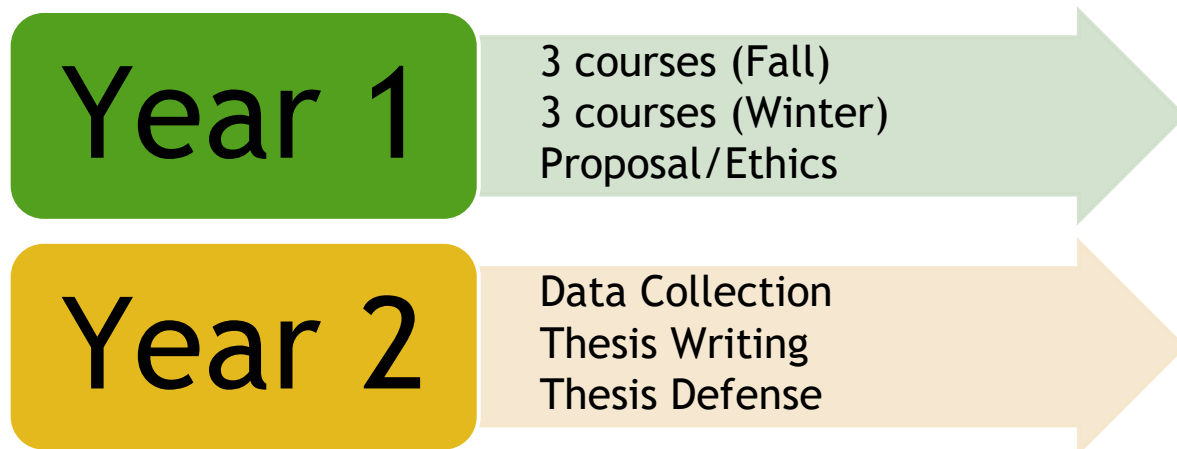 Year 1
3 courses (Fall)
3 courses (Winter)
Proposal/Ethics
Year 2
Data Collection
Thesis Writing
Thesis Defense